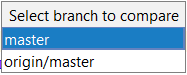 Select branch to compare
master
origin/master